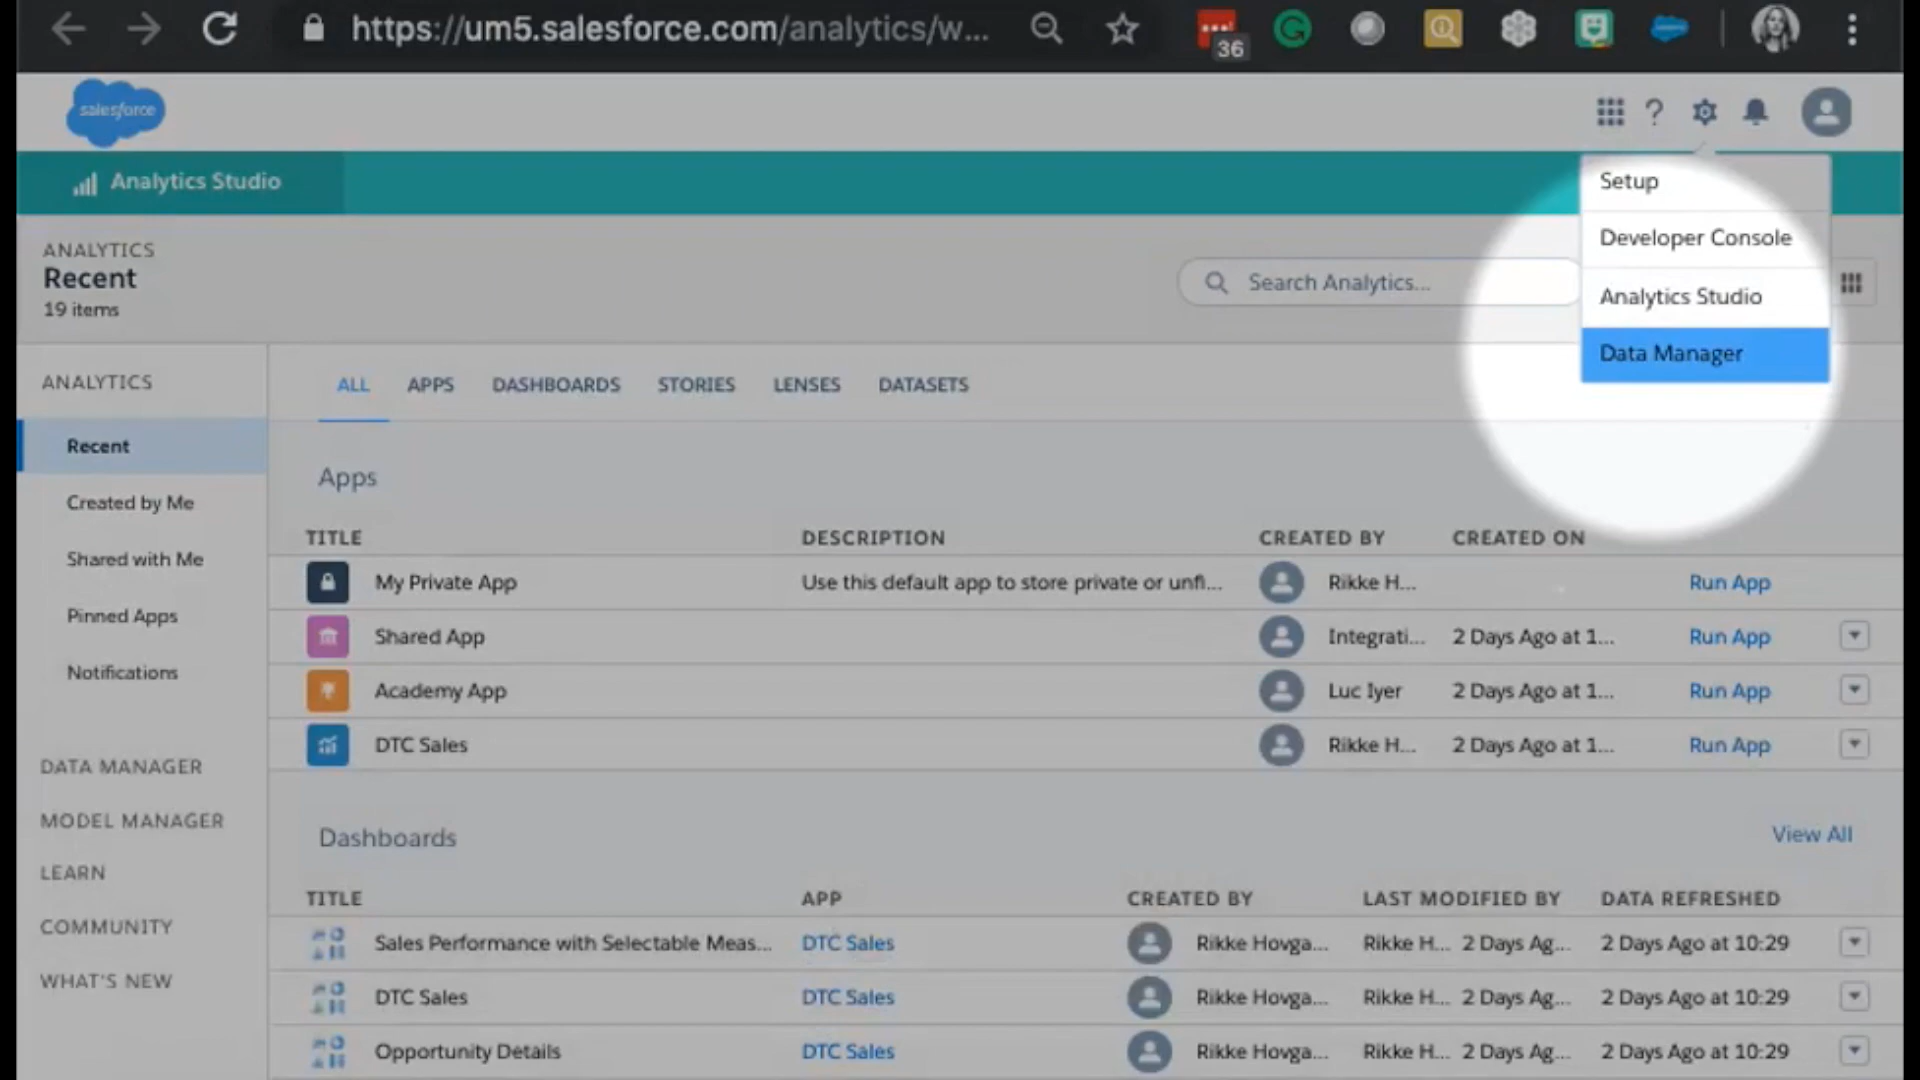 https://um5.salesforce.com/analytics/w...
36
salesforce
Analytics Studio
Setup
Developer Console
Analytics Studio
Data Manager
ANALYTICS
Recent
19 items
Search Analytics...
ANALYTICS
Recent
Created by Me
Shared with Me
Pinned Apps
Notifications
DATA MANAGER
MODEL MANAGER
LEARN
COMMUNITY
WHAT'S NEW
ALL APPS DASHBOARDS STORIES LENSES DATASETS
Apps
TITLE DESCRIPTION CREATED BY CREATED ON
My Private App Use this default app to store private or unfi... Rikke H... Run App
Shared App Integrati... 2 Days Ago at 1... Run App
Academy App Luc Iyer 2 Days Ago at 1... Run App
DTC Sales Rikke H... 2 Days Ago at 1... Run App
Dashboards View All
TITLE APP CREATED BY LAST MODIFIED BY DATA REFRESHED
Sales Performance with Selectable Meas... DTC Sales Rikke Hovga... Rikke H... 2 Days Ag... 2 Days Ago at 10:29
DTC Sales DTC Sales Rikke Hovga... Rikke H... 2 Days Ag... 2 Days Ago at 10:29
Opportunity Details DTC Sales Rikke Hovga... Rikke H... 2 Days Ag... 2 Days Ago at 10:29